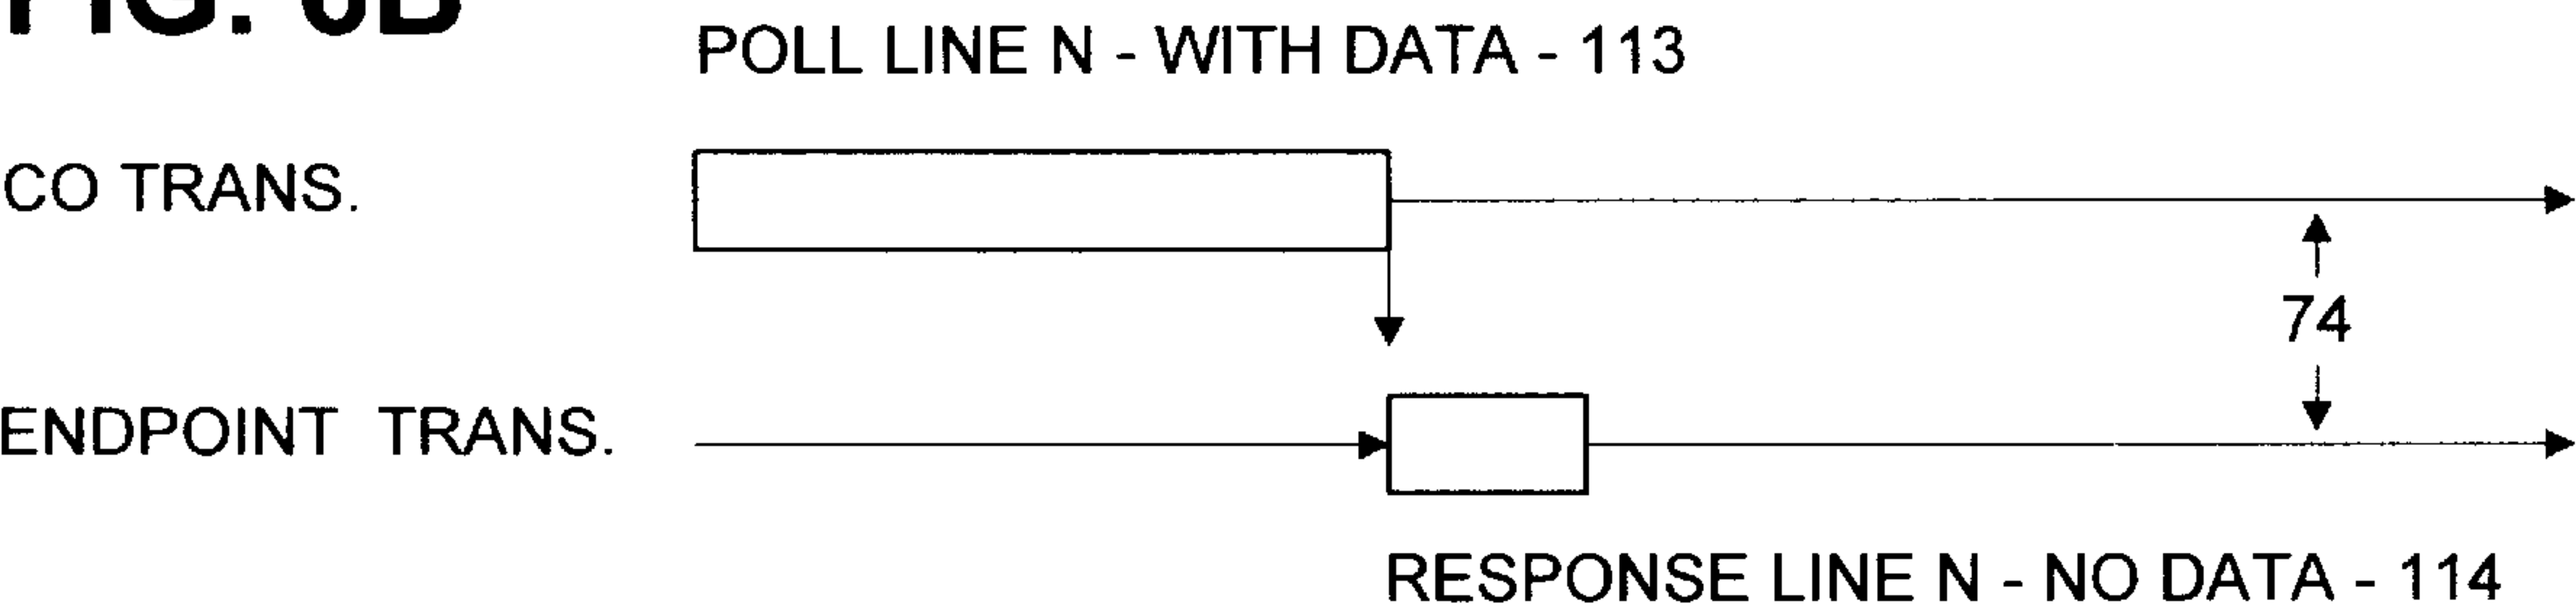 FIG. 6B
POLL LINE N - WITH DATA - 113
CO TRANS.
74
ENDPOINT TRANS.
RESPONSE LINE N - NO DATA - 114